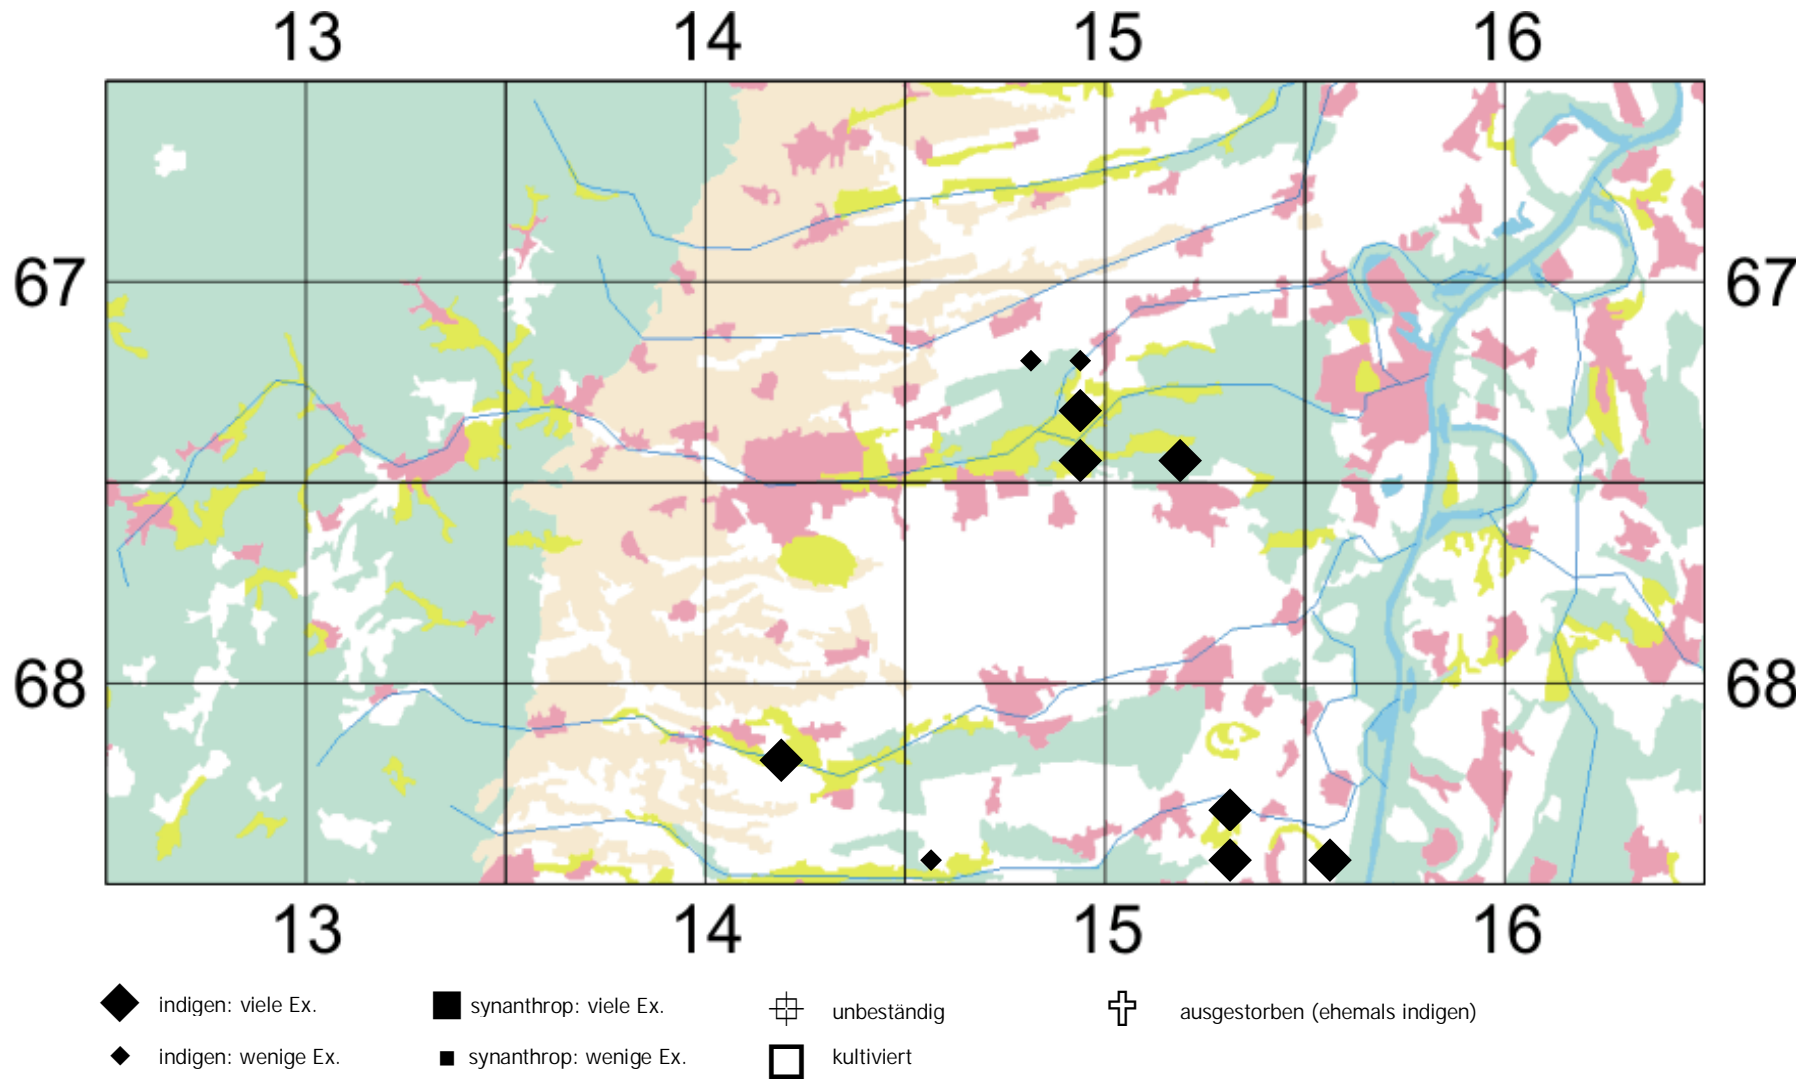 13 14 15 16
67 67
68 68
13 14 15 16
indigen: viele Ex. synanthrop: viele Ex. unbeständig ausgestorben (ehemals indigen)
indigen: wenige Ex. synanthrop: wenige Ex. kultiviert